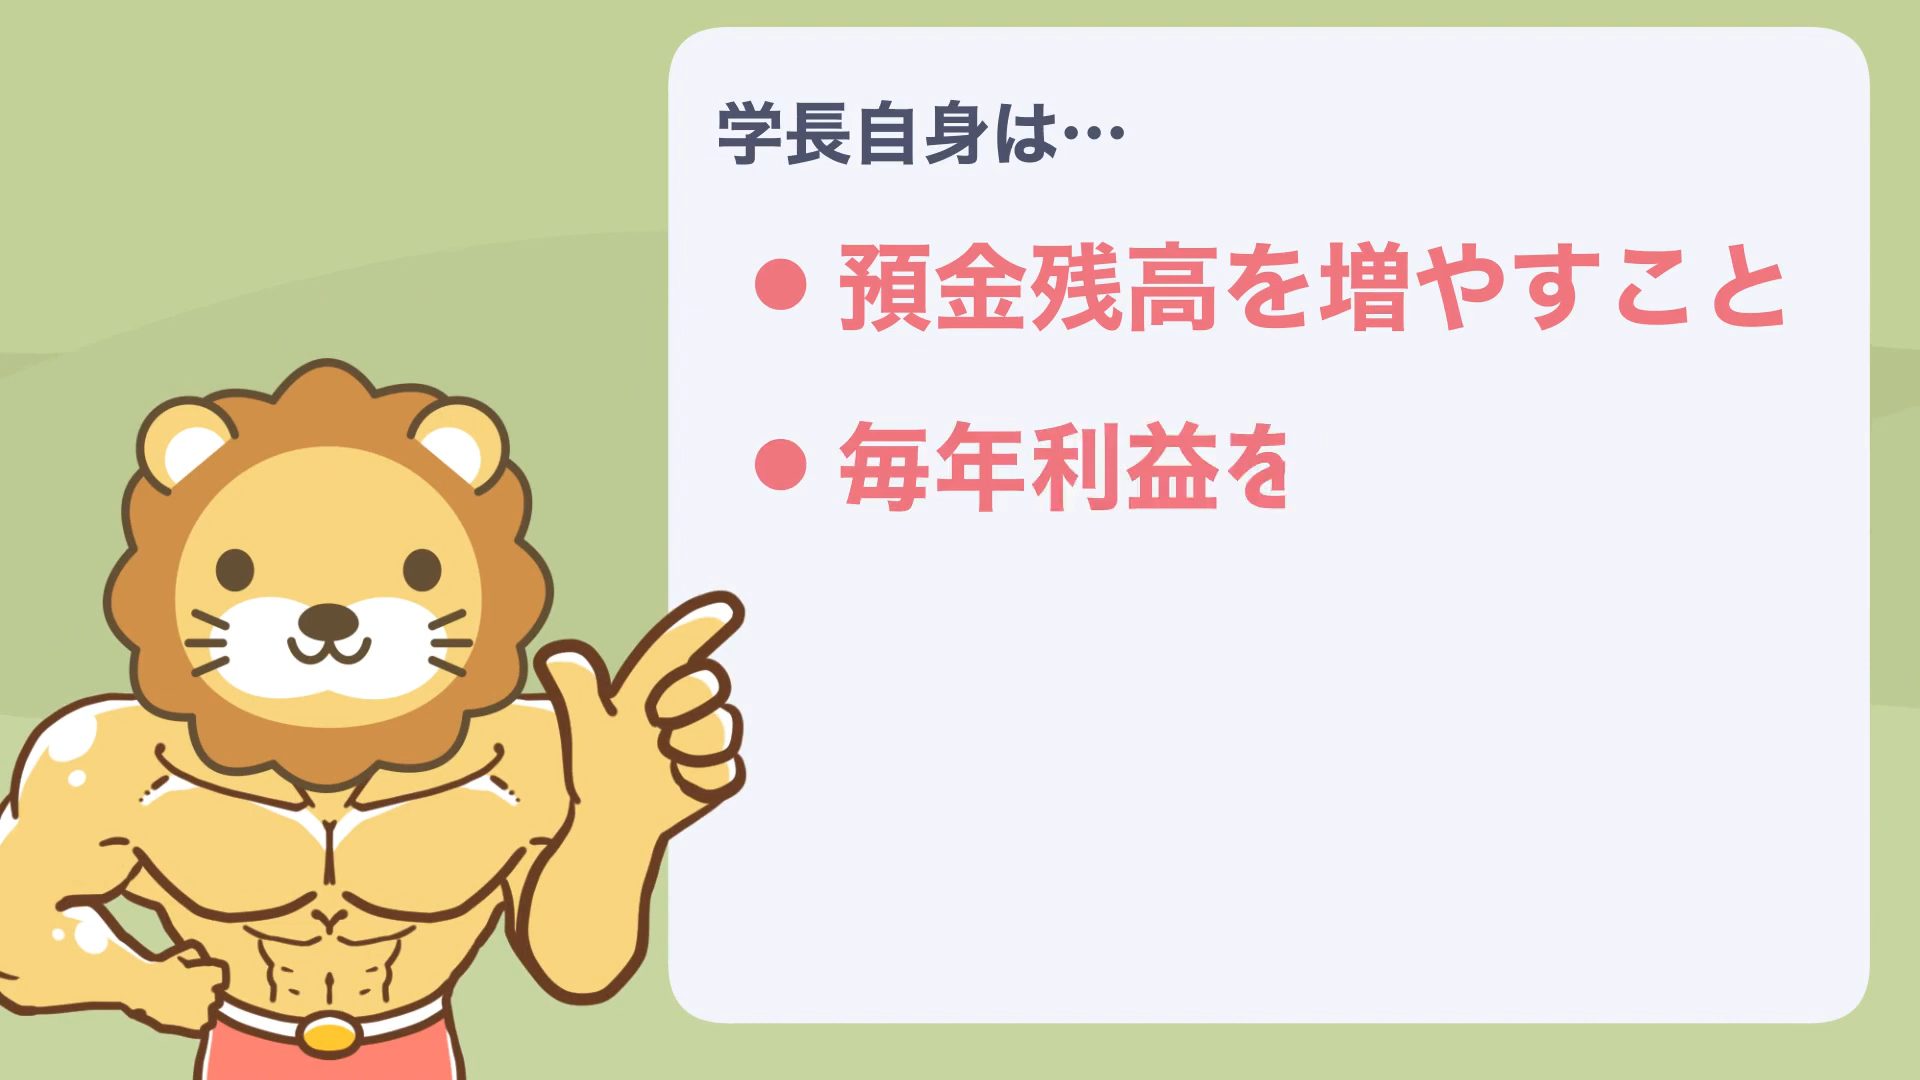 学長自身は…
● 預金残高を増やすこと
● 毎年利益を